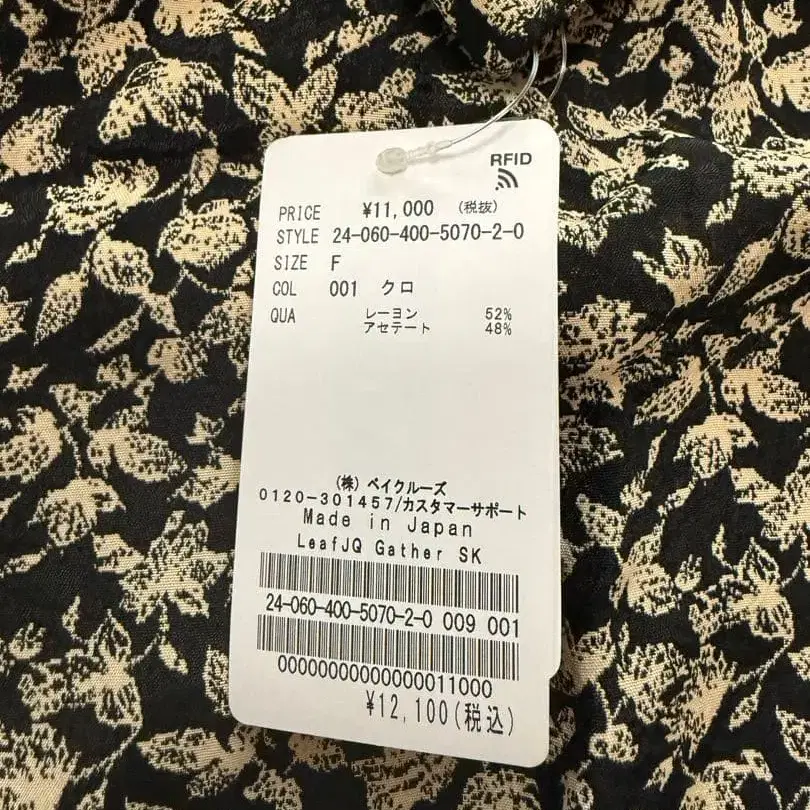 RFID
PRICE ¥11,000 (税抜)
STYLE 24-060-400-5070-2-0
SIZE F
COL 001 クロ
QUA レーヨン 52%
アセテート 48%
(株) ベイクルーズ
0120-301457/カスタマーサポート
Made in Japan
LeafJQ Gather SK
24-060-400-5070-2-0 009 001
00000000000000011000
¥12,100(税込)